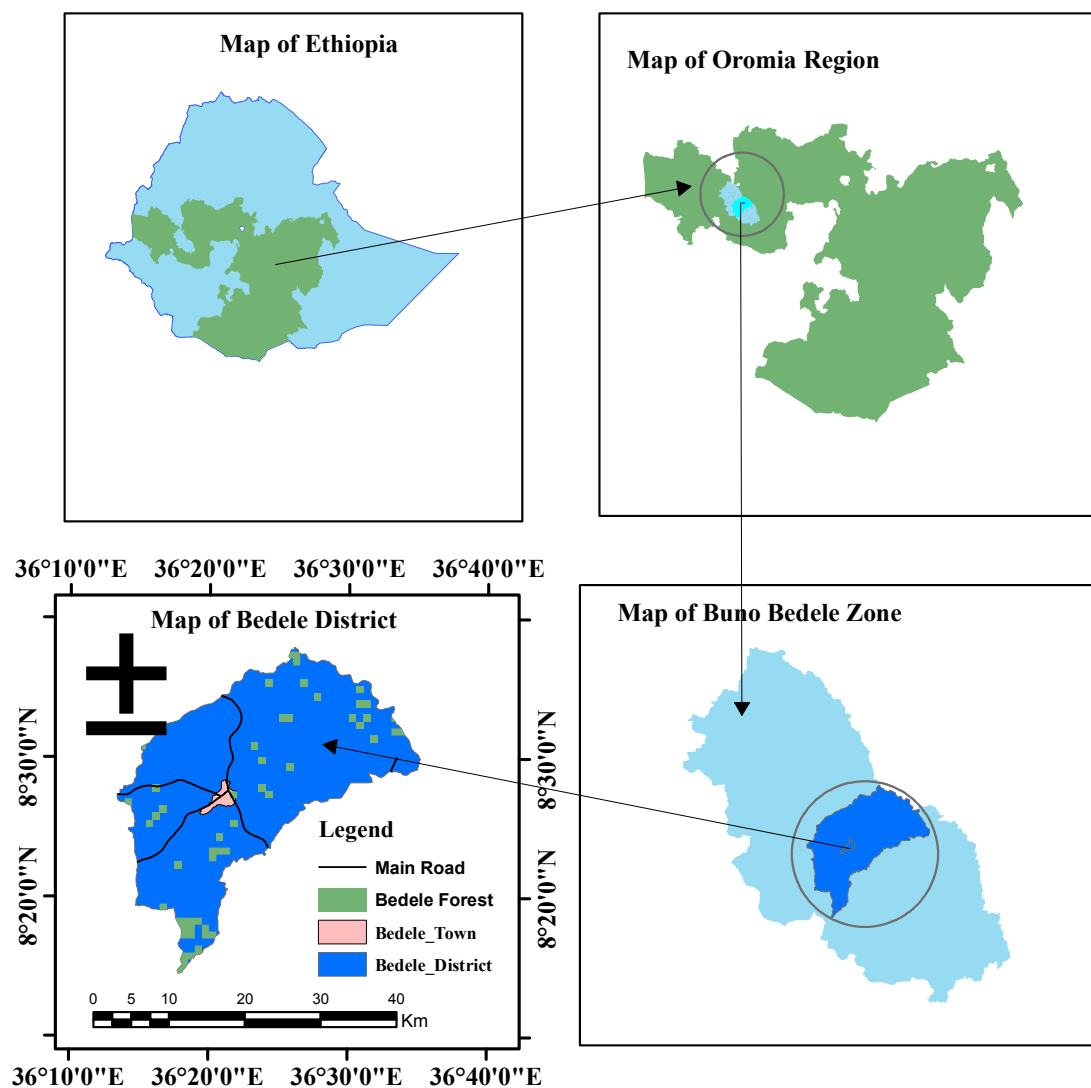 Map of Ethiopia
Map of Oromia Region
36°10'0"E 36°20'0"E 36°30'0"E 36°40'0"E
Map of Bedele District
Map of Buno Bedele Zone
8°30'0"N
8°20'0"N
8°30'0"N
8°20'0"N
Legend
Main Road
Bedele Forest
Bedele_Town
Bedele_District
0 5 10 20 30 40
Km
36°10'0"E 36°20'0"E 36°30'0"E 36°40'0"E